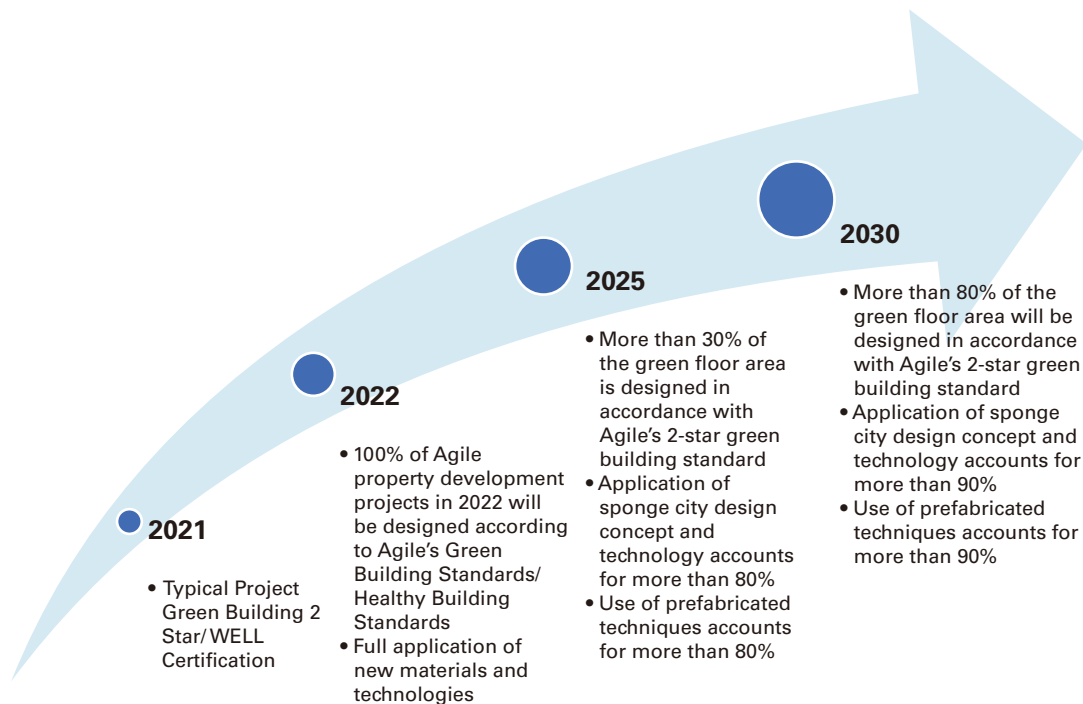 2021
• Typical Project
Green Building 2
Star/WELL
Certification
2022
• 100% of Agile
property development
projects in 2022 will
be designed according
to Agile's Green
Building Standards/
Healthy Building
Standards
• Full application of
new materials and
technologies
2025
• More than 30% of
the green floor area
is designed in
accordance with
Agile's 2-star green
building standard
• Application of
sponge city design
concept and
technology accounts
for more than 80%
• Use of prefabricated
techniques accounts
for more than 80%
2030
• More than 80% of the
green floor area will be
designed in accordance
with Agile's 2-star green
building standard
• Application of sponge
city design concept and
technology accounts for
more than 90%
• Use of prefabricated
techniques accounts for
more than 90%